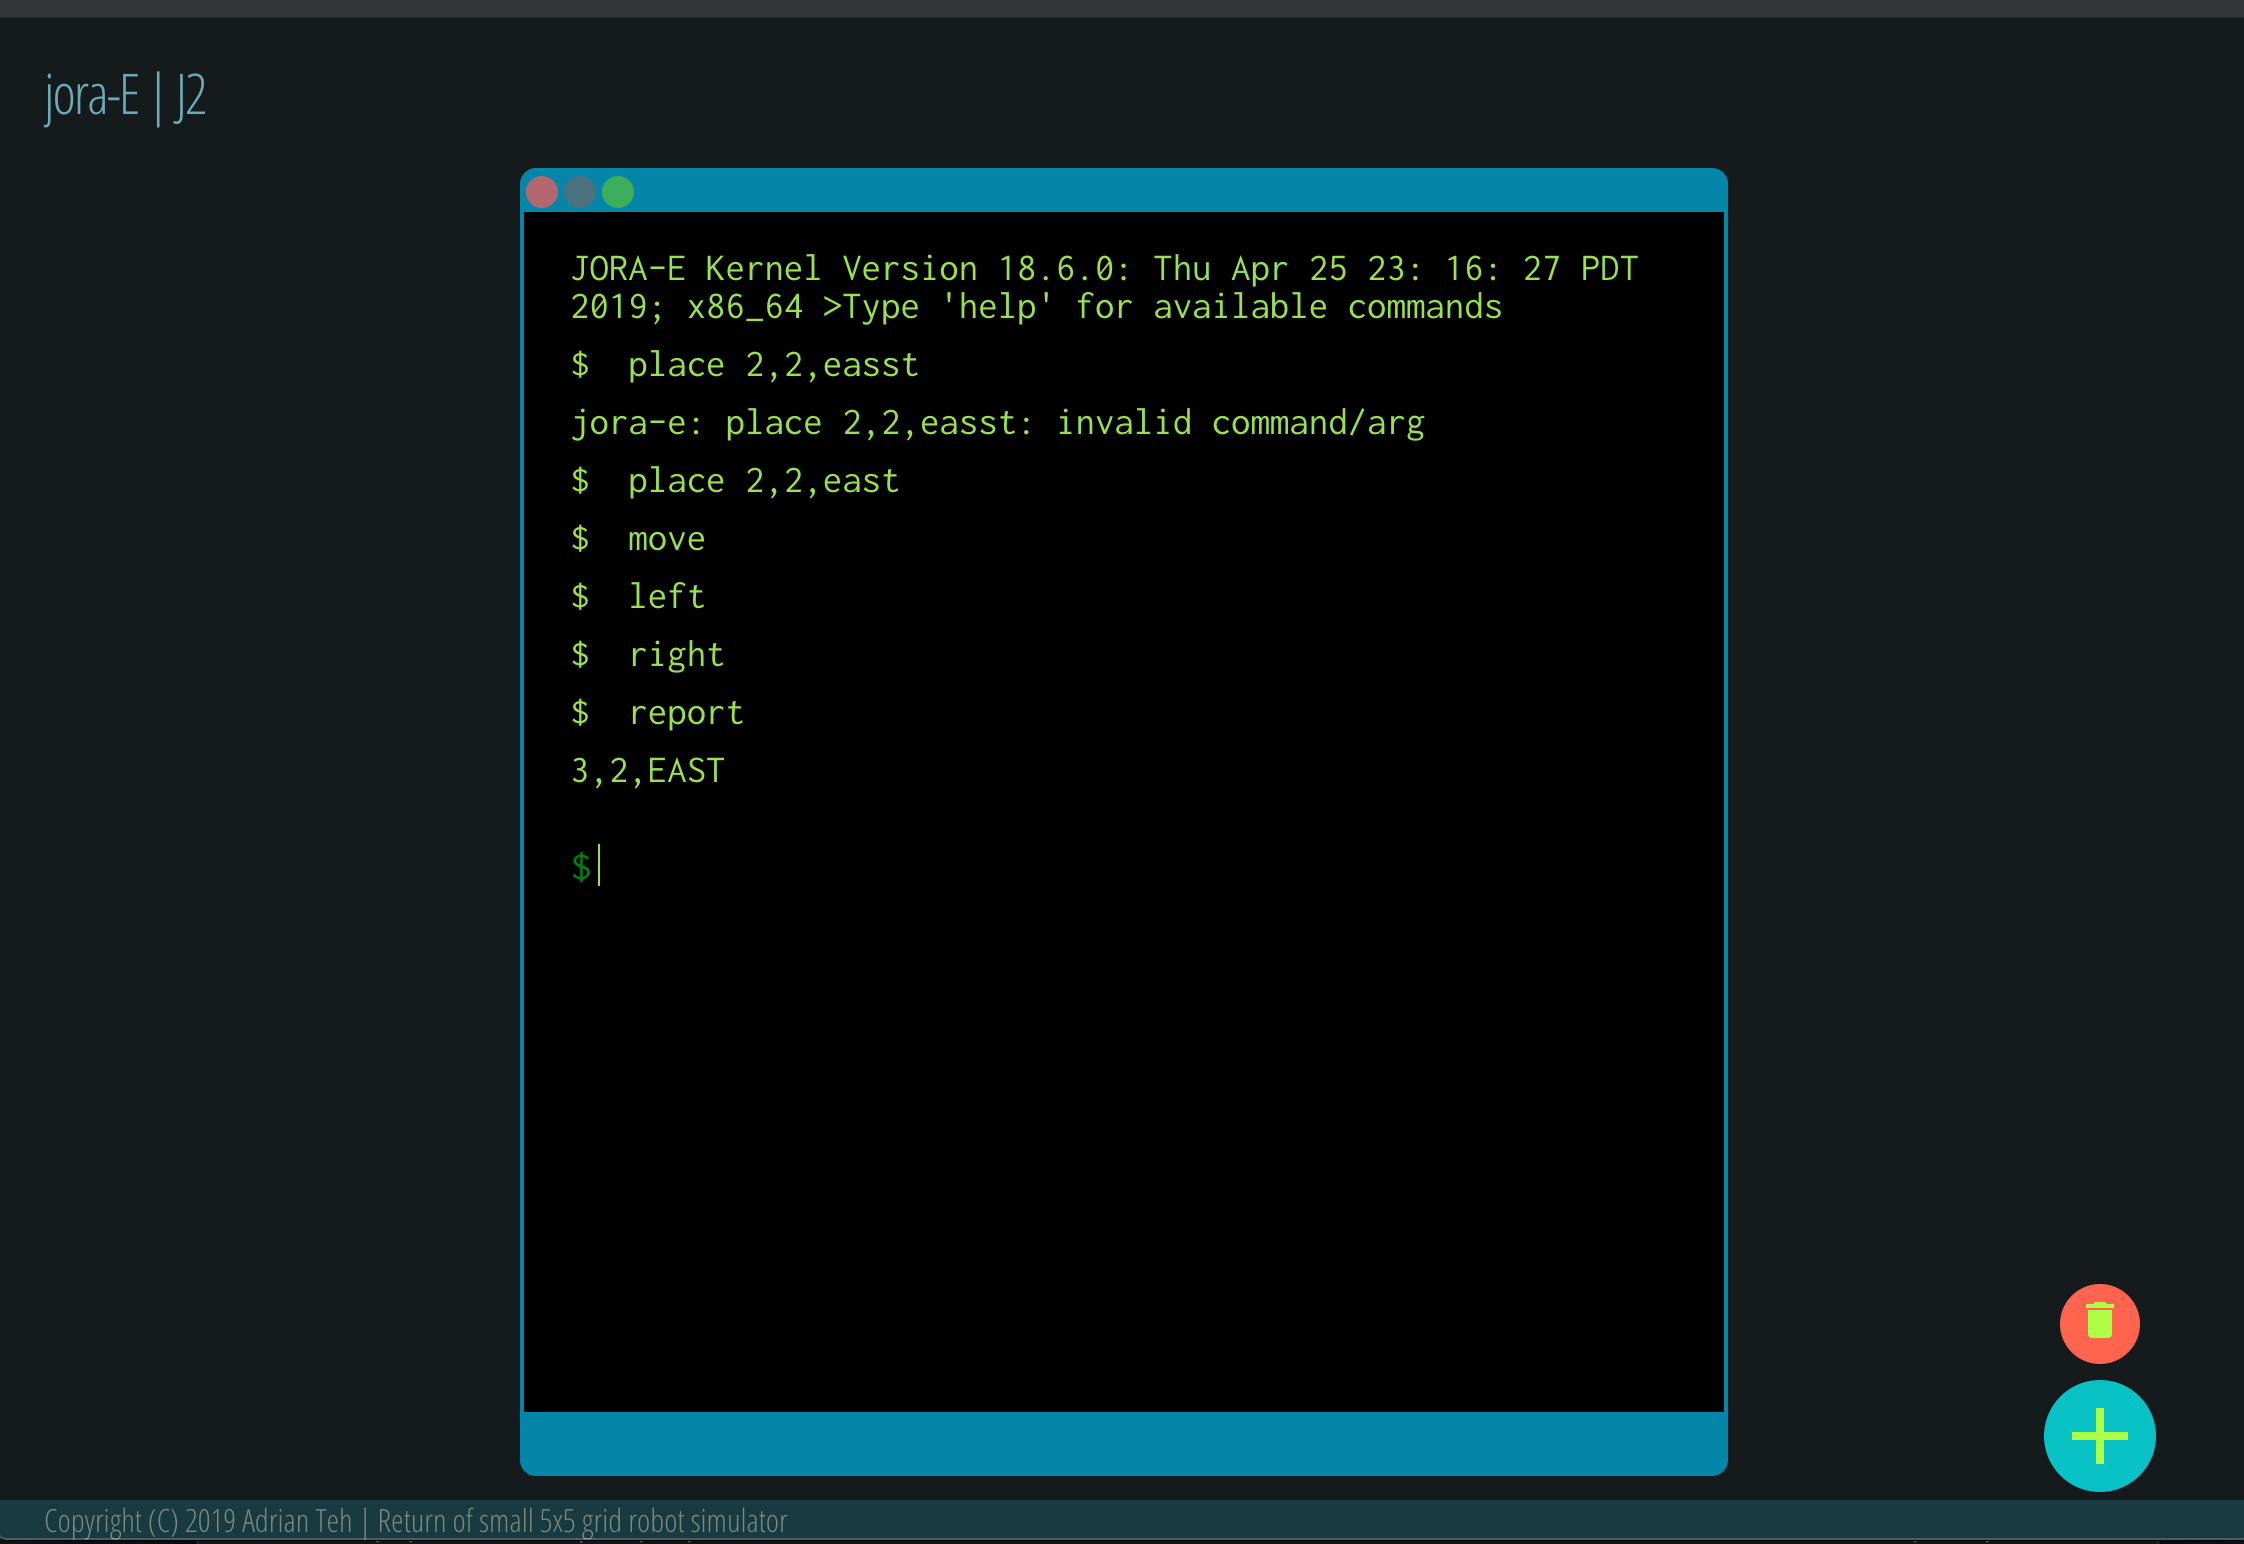 jora-E | J2
JORA-E Kernel Version 18.6.0: Thu Apr 25 23: 16: 27 PDT
2019; x86_64 >Type 'help' for available commands
$  place 2,2,easst
jora-e: place 2,2,easst: invalid command/arg
$  place 2,2,east
$  move
$  left
$  right
$  report
3,2,EAST
$
Copyright (C) 2019 Adrian Teh | Return of small 5x5 grid robot simulator